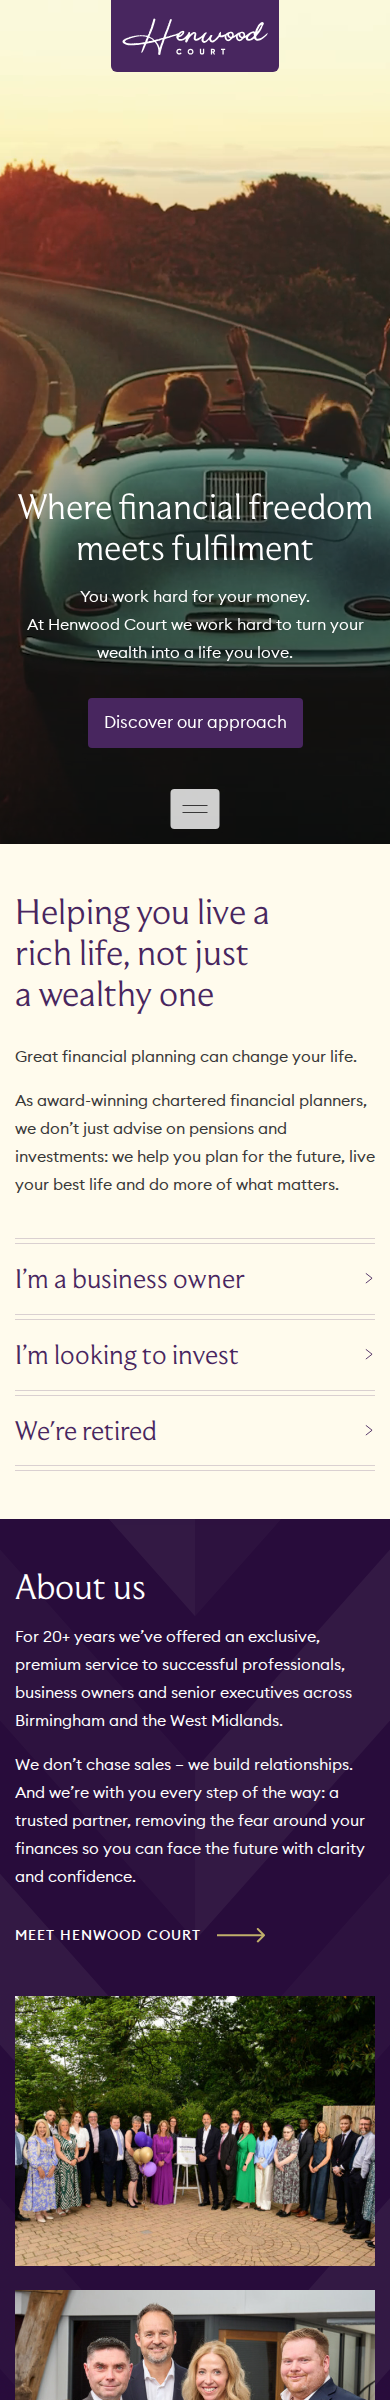 Henwood
COURT
Where financial freedom
meets fulfilment
You work hard for your money.
At Henwood Court we work hard to turn your
wealth into a life you love.
Discover our approach
Helping you live a
rich life, not just
a wealthy one
Great financial planning can change your life.
As award-winning chartered financial planners,
we don’t just advise on pensions and
investments: we help you plan for the future, live
your best life and do more of what matters.
I’m a business owner
I’m looking to invest
We’re retired
About us
For 20+ years we’ve offered an exclusive,
premium service to successful professionals,
business owners and senior executives across
Birmingham and the West Midlands.
We don’t chase sales – we build relationships.
And we’re with you every step of the way: a
trusted partner, removing the fear around your
finances so you can face the future with clarity
and confidence.
MEET HENWOOD COURT